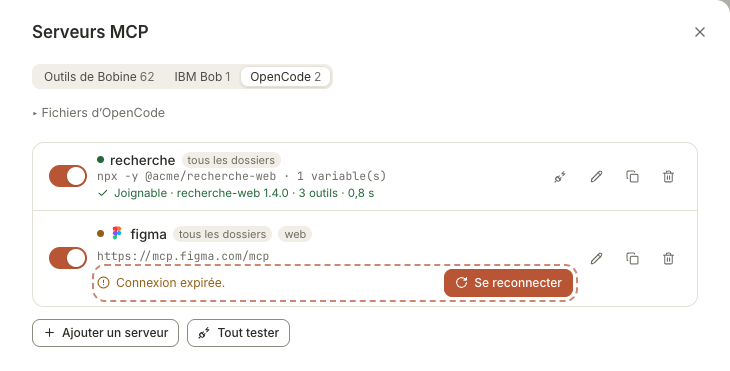 Serveurs MCP
Outils de Bobine 62
IBM Bob 1
OpenCode 2
Fichiers d’OpenCode
recherche
tous les dossiers
npx -y @acme/recherche-web · 1 variable(s)
Joignable · recherche-web 1.4.0 · 3 outils · 0,8 s
figma
tous les dossiers
web
https://mcp.figma.com/mcp
Connexion expirée.
Se reconnecter
Ajouter un serveur
Tout tester